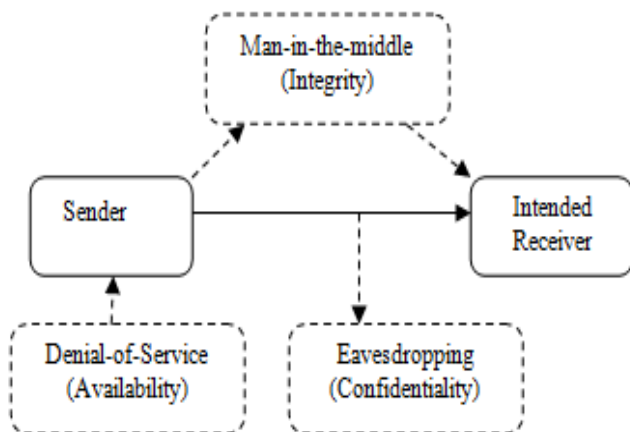 Man-in-the-middle
(Integrity)
Sender
Intended
Receiver
Denial-of-Service
(Availability)
Eavesdropping
(Confidentiality)